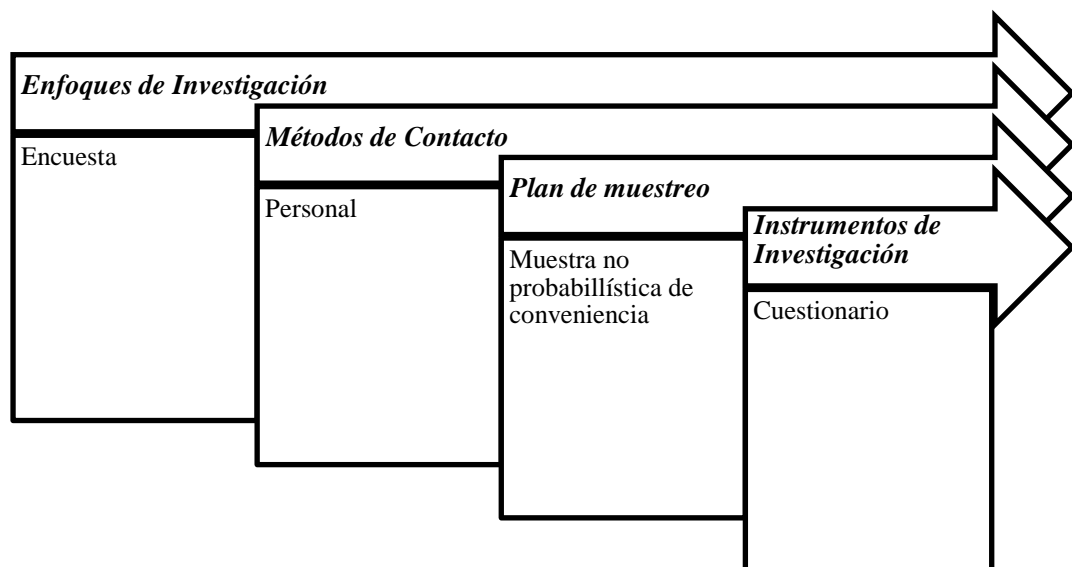 Enfoques de Investigación
Encuesta
Métodos de Contacto
Personal
Plan de muestreo
Muestra no
probabillística de
conveniencia
Instrumentos de
Investigación
Cuestionario